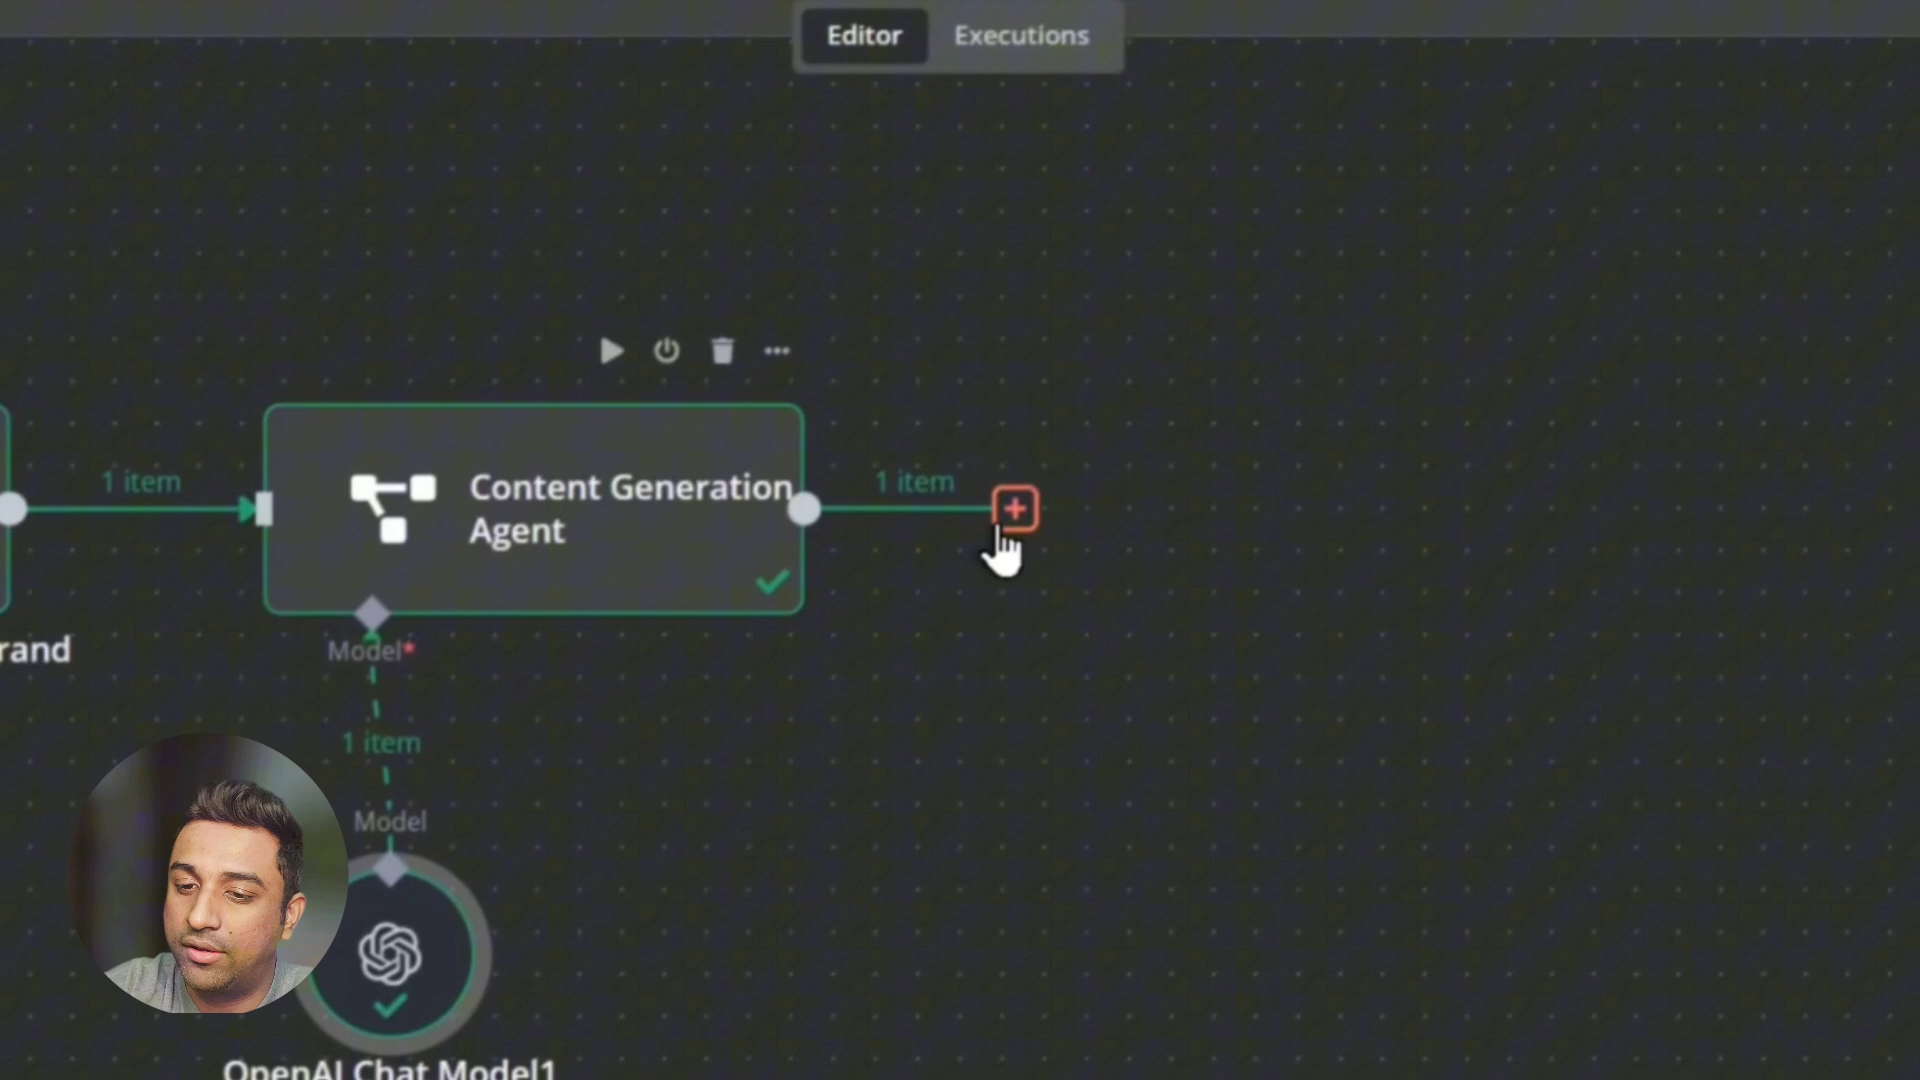 Editor
Executions
1 item
Content Generation
Agent
1 item
Model*
rand
1 item
Model
OpenAI Chat Model1